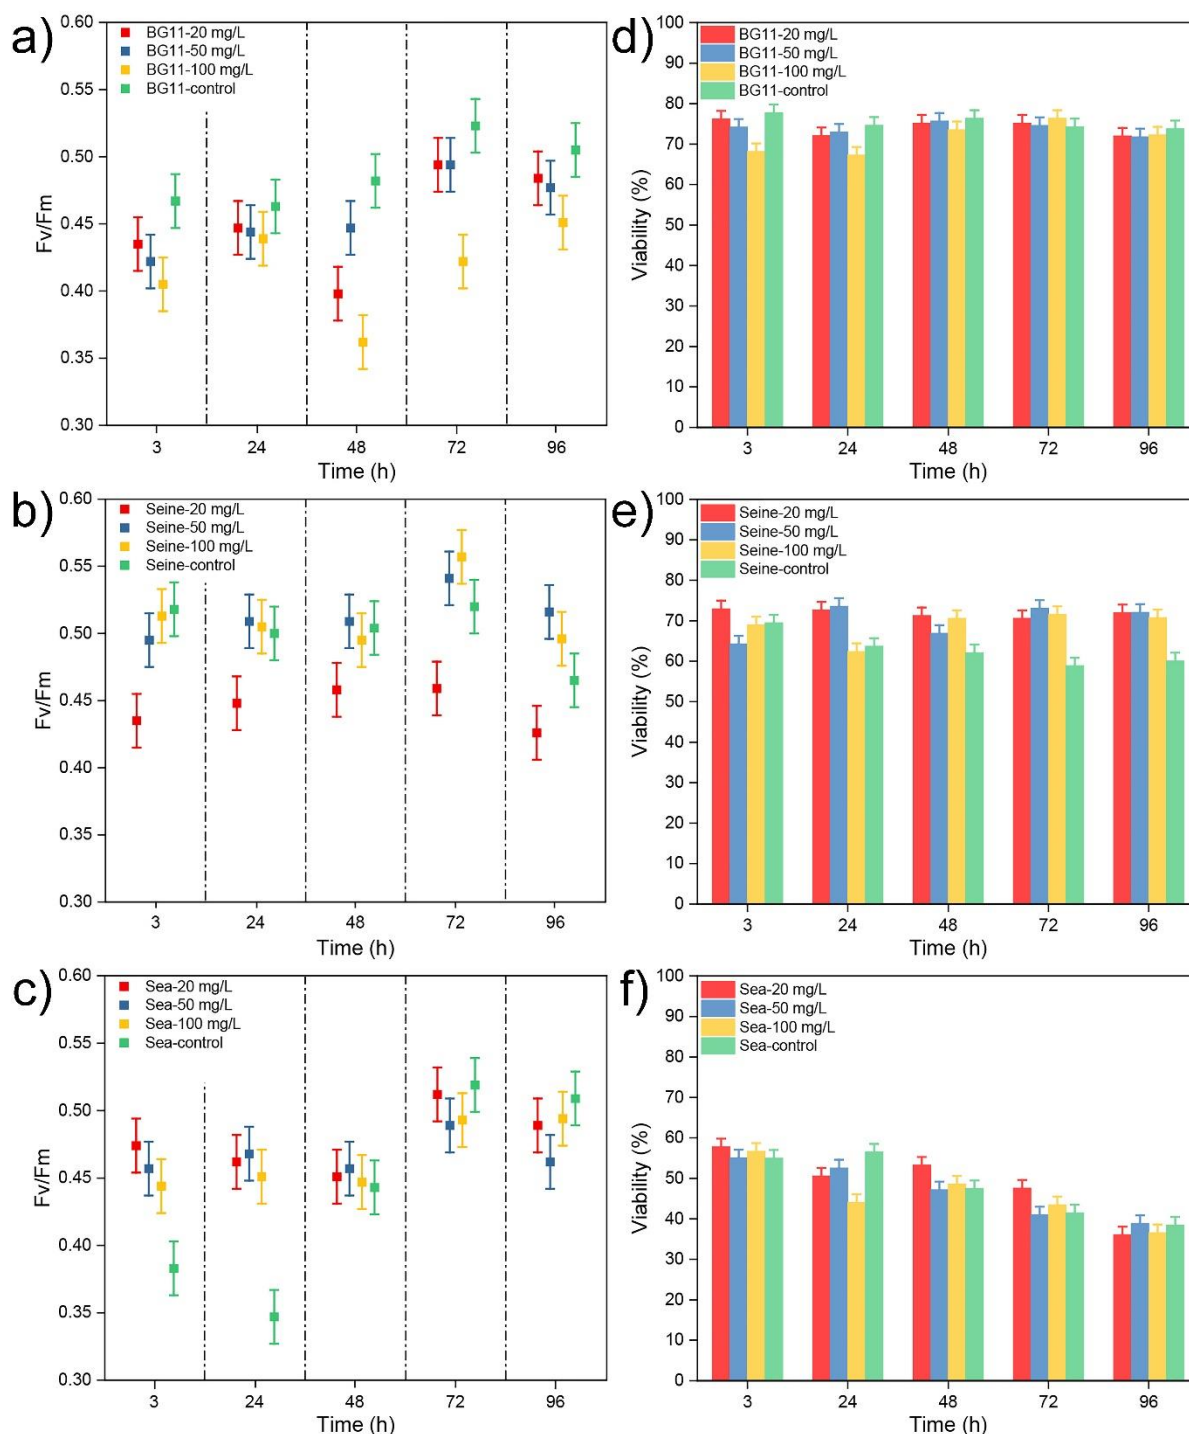 a)
BG11-20 mg/L
BG11-50 mg/L
BG11-100 mg/L
BG11-control
0.60
0.55
0.50
0.45
0.40
0.35
0.30
Fv/Fm
3 24 48 72 96
Time (h)
d)
BG11-20 mg/L
BG11-50 mg/L
BG11-100 mg/L
BG11-control
100
90
80
70
60
50
40
30
20
10
0
Viability (%)
3 24 48 72 96
Time (h)
b)
Seine-20 mg/L
Seine-50 mg/L
Seine-100 mg/L
Seine-control
0.60
0.55
0.50
0.45
0.40
0.35
0.30
Fv/Fm
3 24 48 72 96
Time (h)
e)
Seine-20 mg/L
Seine-50 mg/L
Seine-100 mg/L
Seine-control
100
90
80
70
60
50
40
30
20
10
0
Viability (%)
3 24 48 72 96
Time (h)
c)
Sea-20 mg/L
Sea-50 mg/L
Sea-100 mg/L
Sea-control
0.60
0.55
0.50
0.45
0.40
0.35
0.30
Fv/Fm
3 24 48 72 96
Time (h)
f)
Sea-20 mg/L
Sea-50 mg/L
Sea-100 mg/L
Sea-control
100
90
80
70
60
50
40
30
20
10
0
Viability (%)
3 24 48 72 96
Time (h)